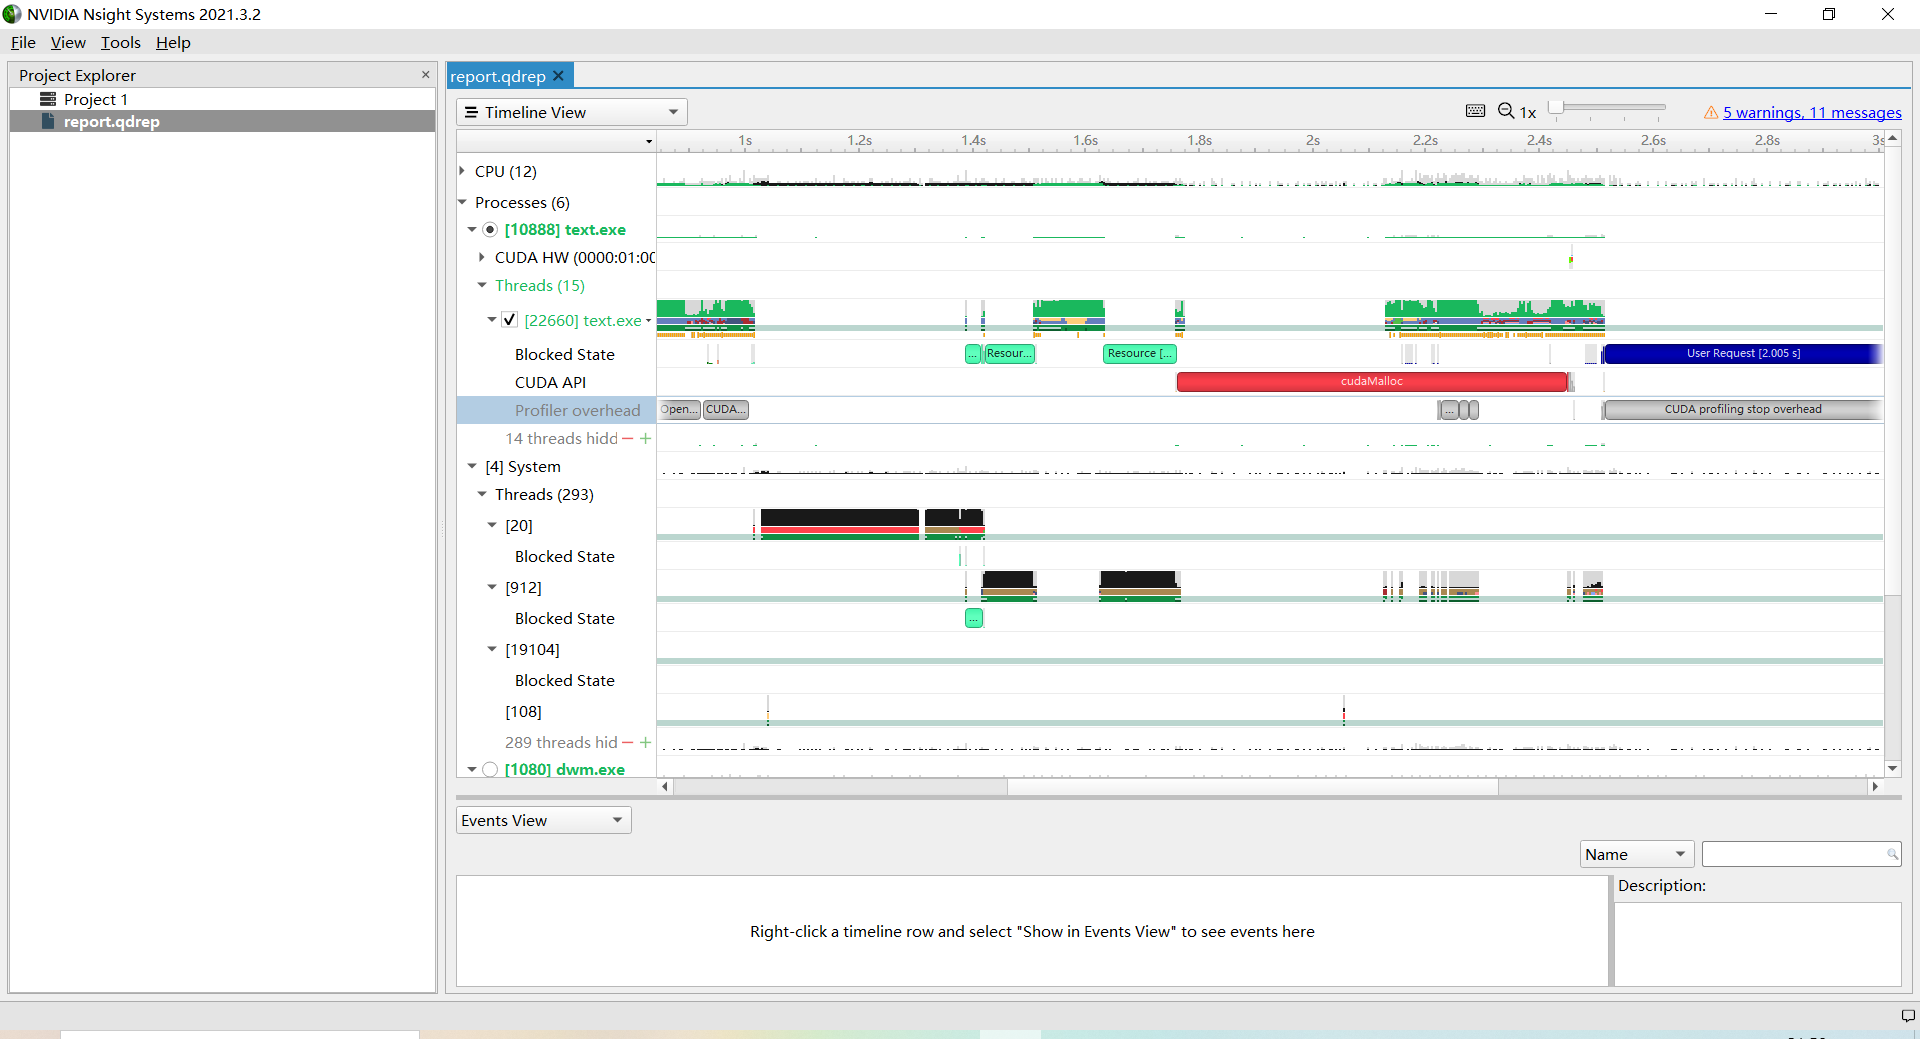 NVIDIA Nsight Systems 2021.3.2
File View Tools Help
Project Explorer
Project 1
report.qdrep
report.qdrep
Timeline View
1x
5 warnings, 11 messages
1s 1.2s 1.4s 1.6s 1.8s 2s 2.2s 2.4s 2.6s 2.8s 3s
CPU (12)
Processes (6)
[10888] text.exe
CUDA HW (0000:01:00
Threads (15)
[22660] text.exe
Blocked State
... Resour... Resource [... User Request [2.005 s]
CUDA API
cudaMalloc
Profiler overhead
Open... CUDA... ... CUDA profiling stop overhead
14 threads hidd
[4] System
Threads (293)
[20]
Blocked State
[912]
Blocked State
...
[19104]
Blocked State
[108]
289 threads hid
[1080] dwm.exe
Events View
Name
Description:
Right-click a timeline row and select "Show in Events View" to see events here